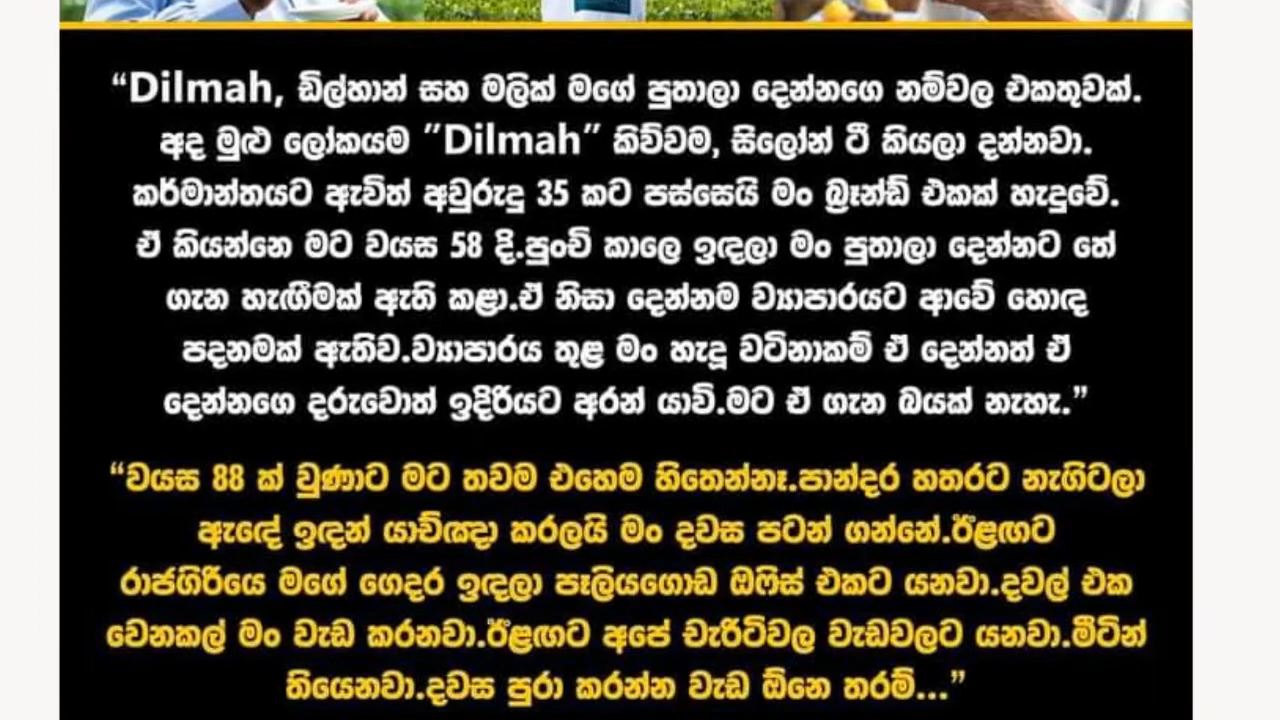 “Dilmah, ඩිල්හාන් සහ මලික් මගේ පුතාලා දෙන්නගෙ නම්වල එකතුවක්.
අද මුළු ලෝකයම ”Dilmah” කිව්වම, සිලෝන් ටී කියලා දන්නවා.
කර්මාන්තයට ඇවිත් අවුරුදු 35 කට පස්සෙයි මං බ්‍රෑන්ඩ් එකක් හැදුවේ.
ඒ කියන්නෙ මට වයස 58 දි.පුංචි කාලෙ ඉඳලා මං පුතාලා දෙන්නට තේ
ගැන හැඟීමක් ඇති කළා.ඒ නිසා දෙන්නම ව්‍යාපාරයට ආවේ හොඳ
පදනමක් ඇතිව.ව්‍යාපාරය තුළ මං හැදූ වටිනාකම් ඒ දෙන්නත් ඒ
දෙන්නගෙ දරුවොත් ඉදිරියට අරන් යාවි.මට ඒ ගැන බයක් නැහැ.”
“වයස 88 ක් වුණාට මට තවම එහෙම හිතෙන්නෑ.පාන්දර හතරට නැගිටලා
ඇඳේ ඉඳන් යාච්ඤා කරලයි මං දවස පටන් ගන්නේ.ඊළඟට
රාජගිරියෙ මගේ ගෙදර ඉඳලා පෑලියගොඩ ඔෆිස් එකට යනවා.දවල් එක
වෙනකල් මං වැඩ කරනවා.ඊළඟට අපේ චැරිටිවල වැඩවලට යනවා.මීටින්
තියෙනවා.දවස පුරා කරන්න වැඩ ඕනෙ තරම්...”